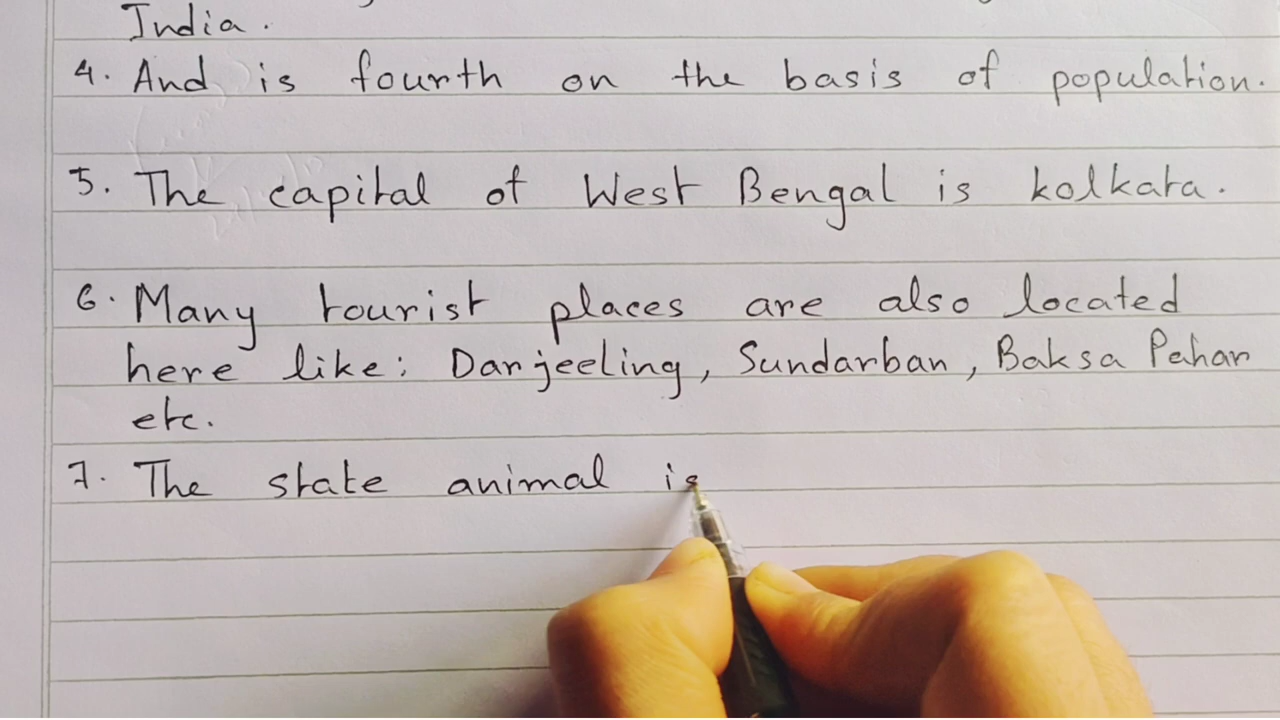 India.
4. And is fourth on the basis of population.
5. The capital of West Bengal is kolkata.
6. Many tourist places are also located
here like: Darjeeling, Sundarban, Baksa Pahar
etc.
7. The state animal is